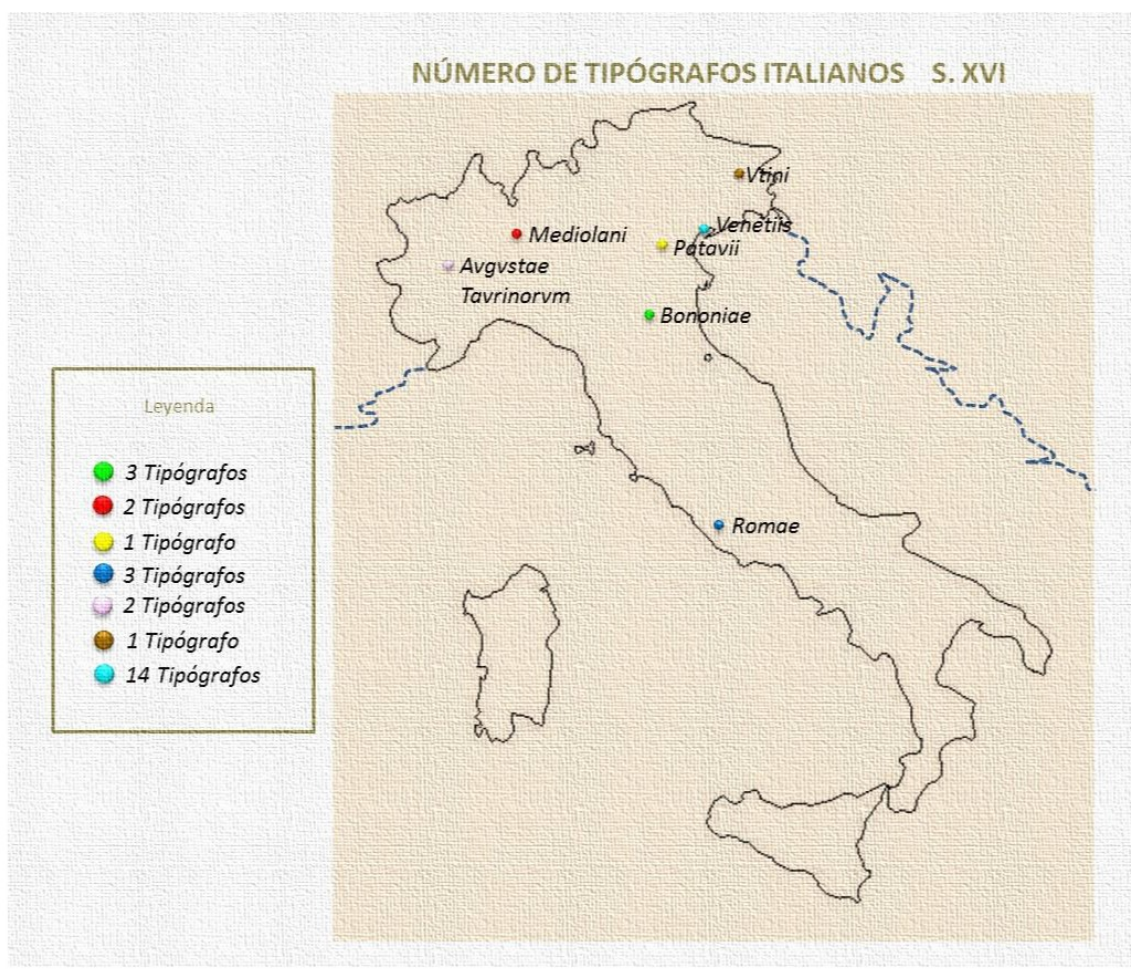 NÚMERO DE TIPÓGRAFOS ITALIANOS S. XVI
Vtini
Venetiis
Mediolani
Patavii
Avgvstae
Tavrinorvm
Bononiae
Romae
Leyenda
3 Tipógrafos
2 Tipógrafos
1 Tipógrafo
3 Tipógrafos
2 Tipógrafos
1 Tipógrafo
14 Tipógrafos